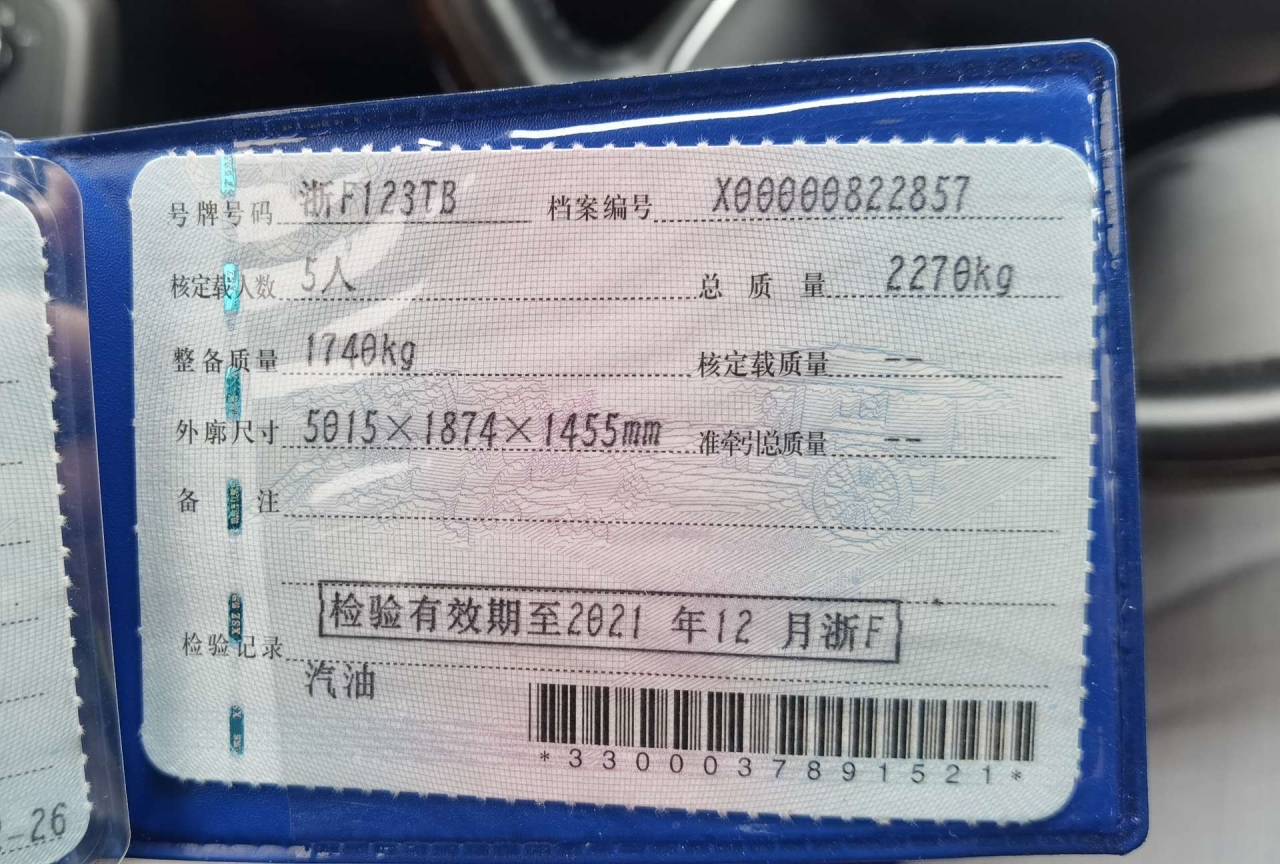 号牌号码 浙F123TB 档案编号 X00000822857
核定载人数 5人 总质量 2270kg
整备质量 1740kg 核定载质量 --
外廓尺寸 5015×1874×1455mm 准牵引总质量 --
备注
检验有效期至2021 年12 月浙F
检验记录
汽油
*3300037891521*
-26